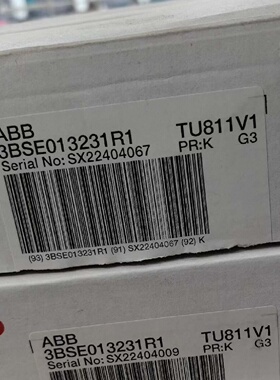 ABB
3BSE013231R1 TU811V1
Serial No: SX22404067 PR:K G3
(93) 3BSE013231R1 (91) SX22404067 (92) K
ABB
3BSE013231R1 TU811V1
Serial No: SX22404009 PR:K G3